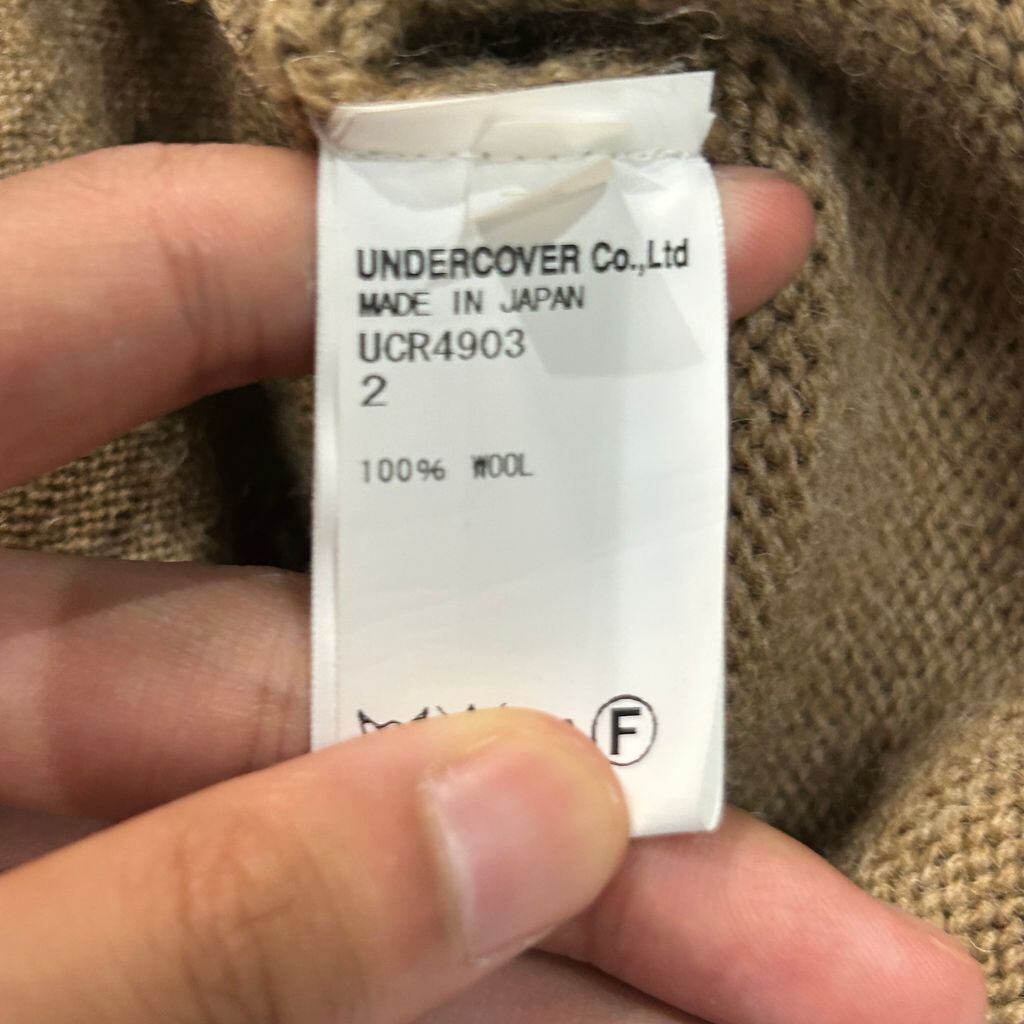 UNDERCOVER Co.,Ltd
MADE IN JAPAN
UCR4903
2
100% WOOL
F